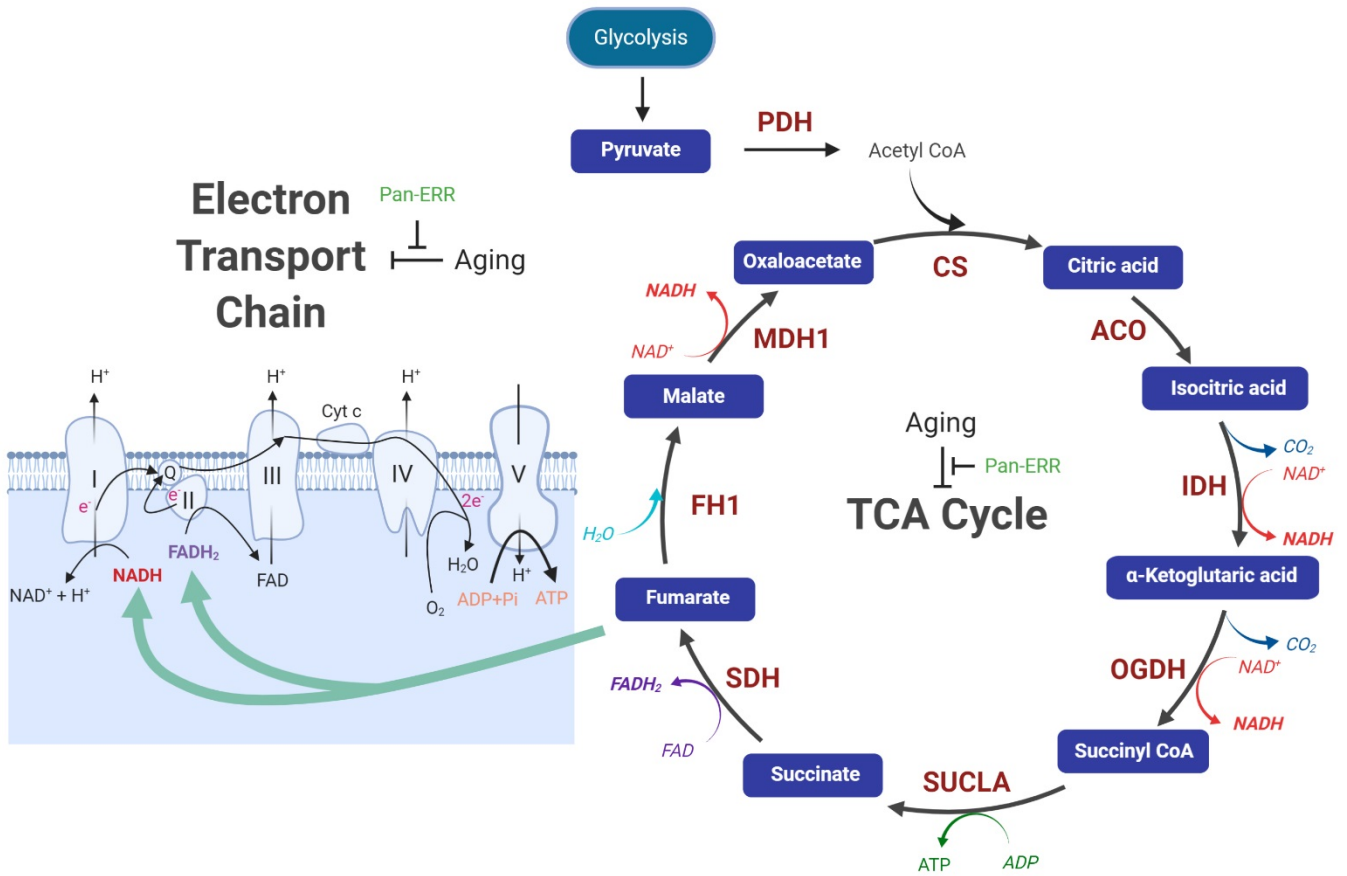 Glycolysis
Pyruvate
PDH
Acetyl CoA
Electron
Transport
Chain
Pan-ERR
Aging
Oxaloacetate
CS
Citric acid
NADH
NAD⁺
MDH1
ACO
Malate
Isocitric acid
Aging
Pan-ERR
TCA Cycle
CO₂
NAD⁺
IDH
NADH
FH1
H₂O
α-Ketoglutaric acid
Fumarate
CO₂
NAD⁺
OGDH
NADH
SDH
FADH₂
FAD
Succinyl CoA
Succinate
SUCLA
ATP
ADP
H⁺
H⁺
H⁺
Cyt c
I
Q
II
III
IV
V
e⁻
e⁻
2e⁻
FADH₂
NADH
NAD⁺ + H⁺
FAD
H₂O
O₂
H⁺
ADP+Pi
ATP